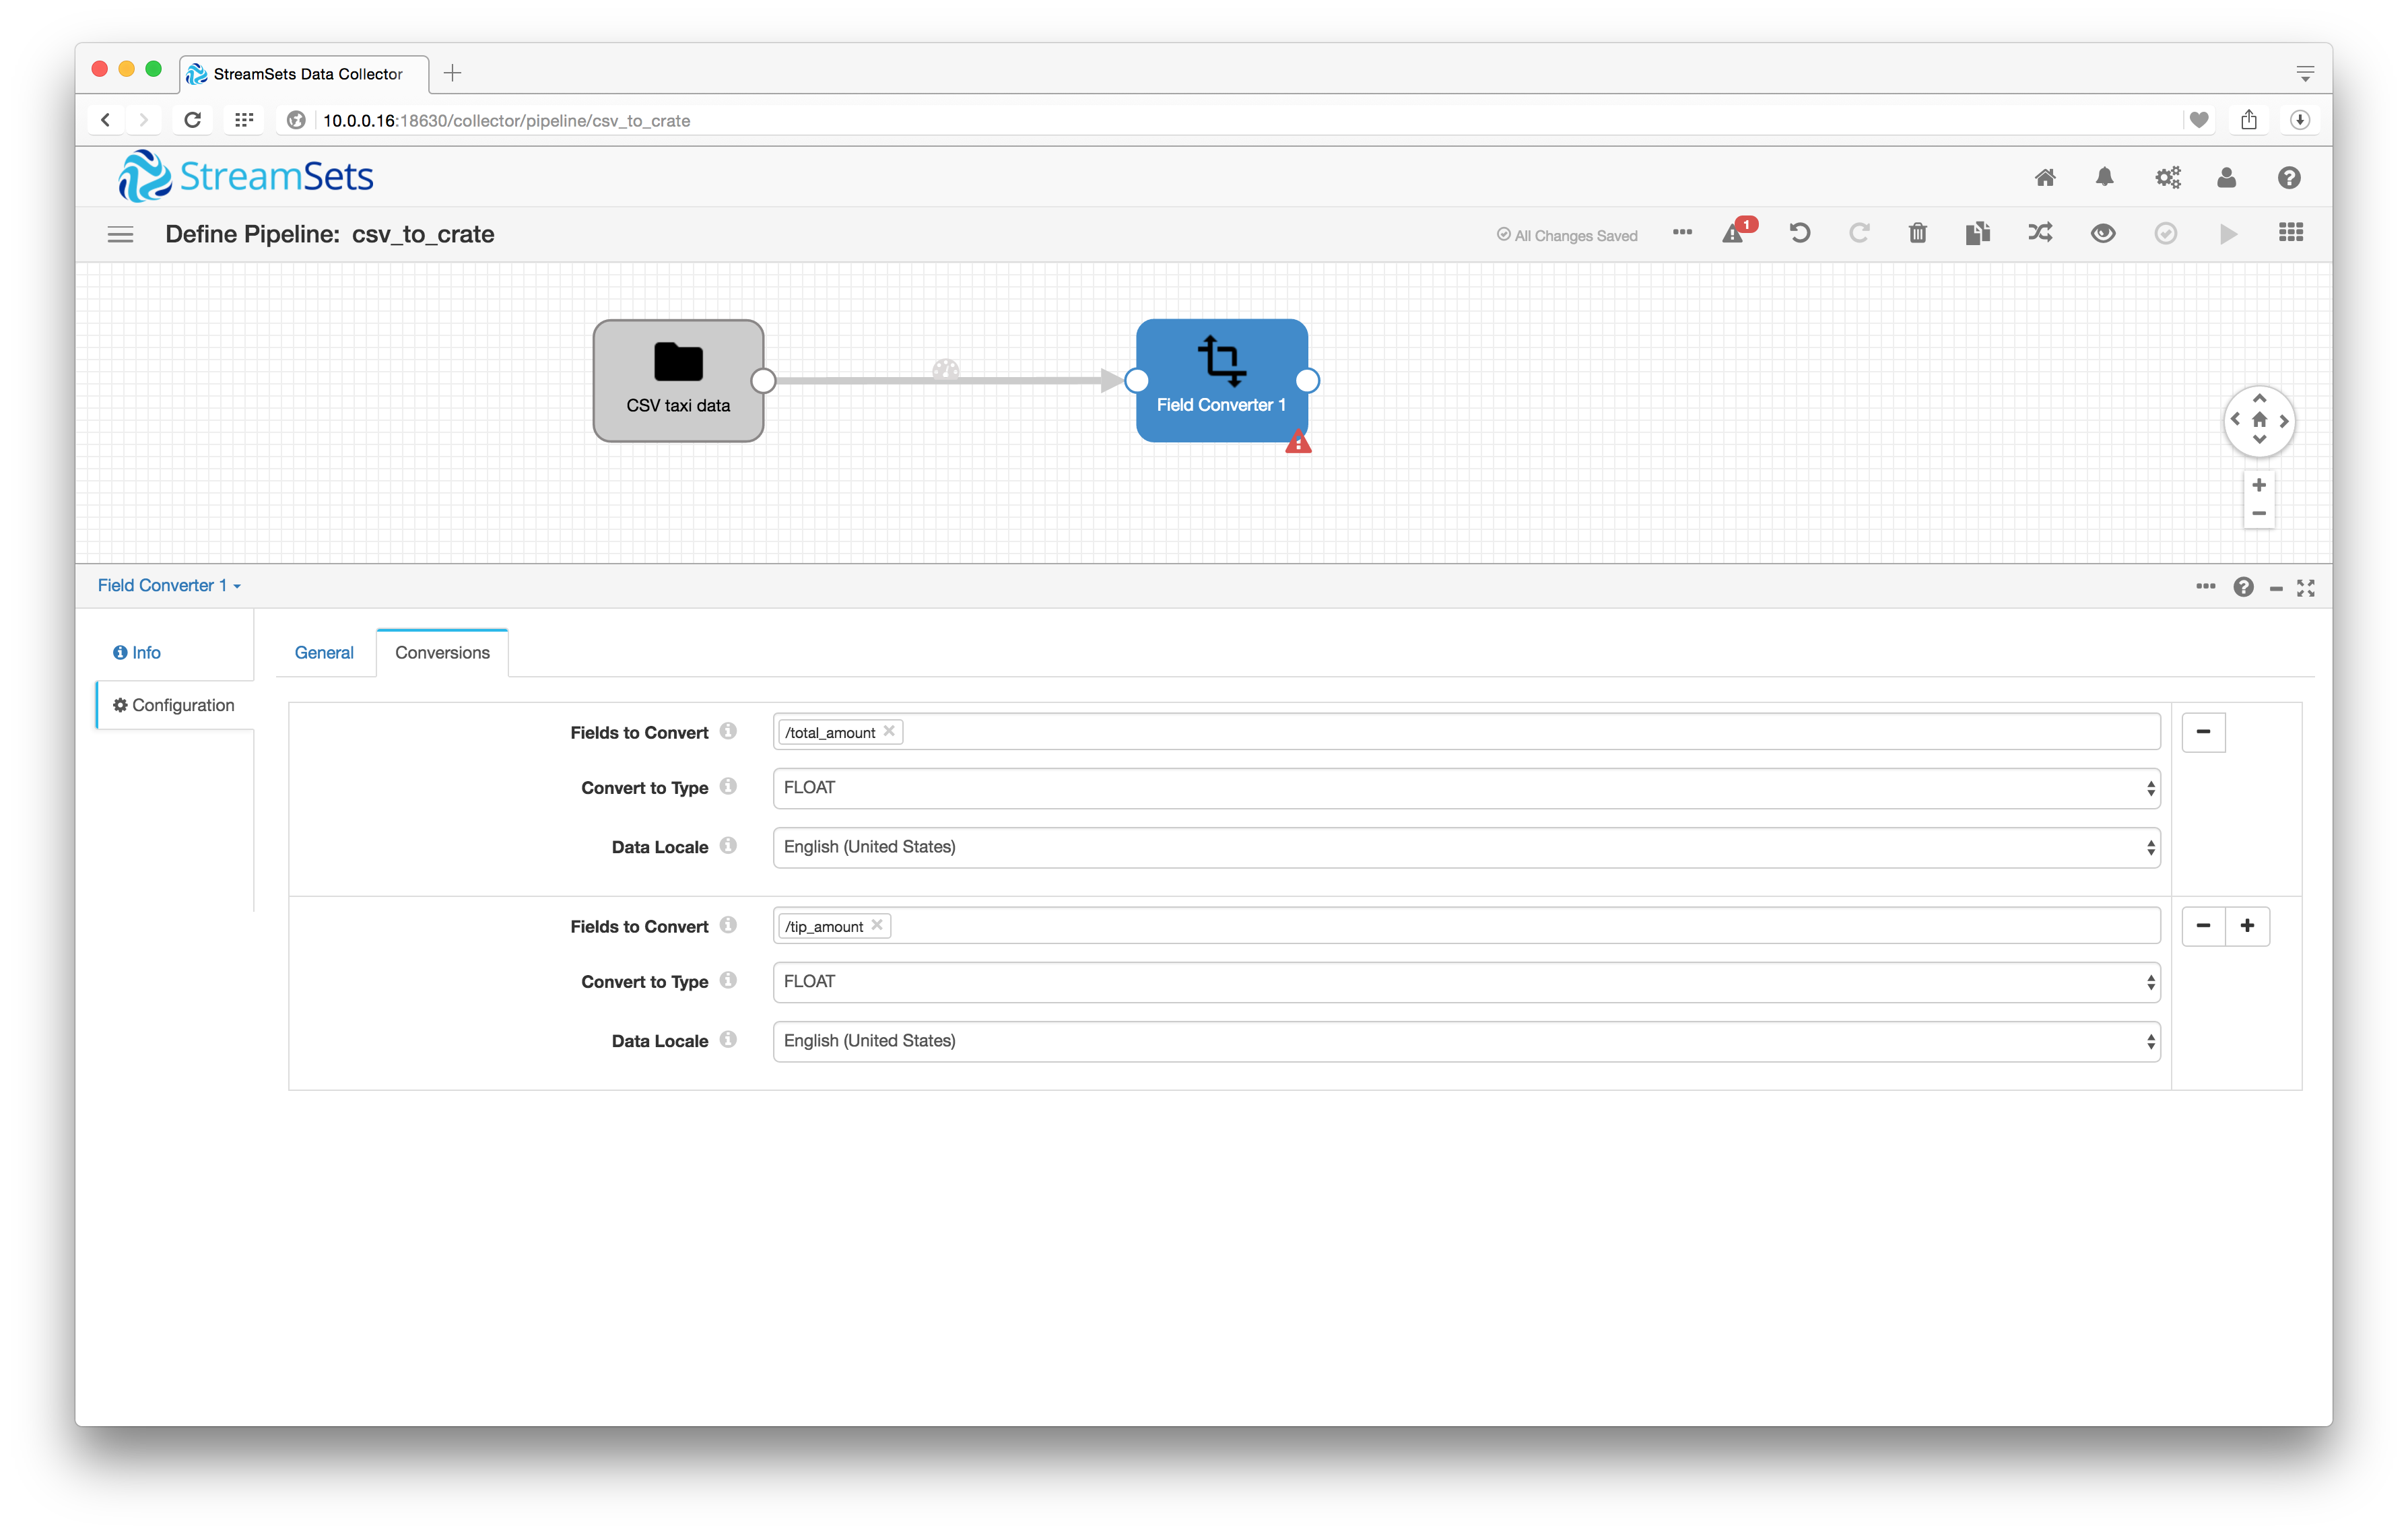 StreamSets Data Collector
10.0.0.16:18630/collector/pipeline/csv_to_crate
StreamSets
Define Pipeline: csv_to_crate
All Changes Saved
1
CSV taxi data
Field Converter 1
Field Converter 1
Info
General
Conversions
Configuration
Fields to Convert
/total_amount
Convert to Type
FLOAT
Data Locale
English (United States)
Fields to Convert
/tip_amount
Convert to Type
FLOAT
Data Locale
English (United States)